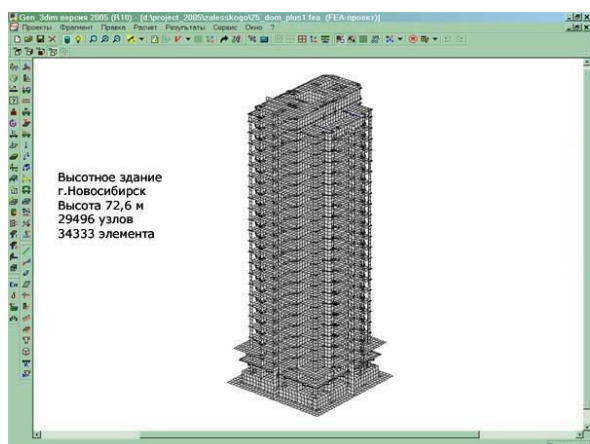 Gen_3dim версия 2005 (R10) - [d:\project_2005\zalesskogo\25_dom_plus1.fea (FEA-проект)]
Проекты Фрагмент Правка Расчет Результаты Сервис Окно ?
Высотное здание
г.Новосибирск
Высота 72,6 м
29496 узлов
34333 элемента